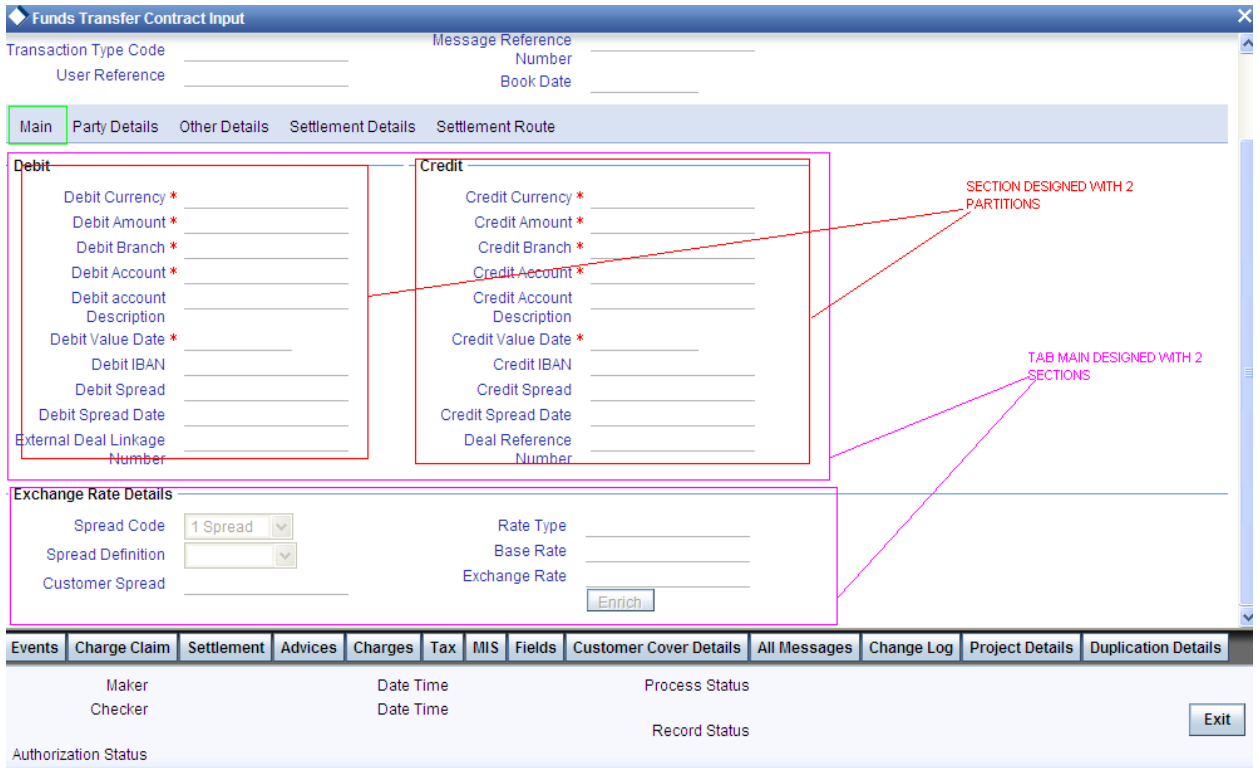 Funds Transfer Contract Input
Transaction Type Code
User Reference
Message Reference
Number
Book Date
Main Party Details Other Details Settlement Details Settlement Route
Debit
Debit Currency *
Debit Amount *
Debit Branch *
Debit Account *
Debit account
Description
Debit Value Date *
Debit IBAN
Debit Spread
Debit Spread Date
External Deal Linkage
Number
Credit
Credit Currency *
Credit Amount *
Credit Branch *
Credit Account *
Credit Account
Description
Credit Value Date *
Credit IBAN
Credit Spread
Credit Spread Date
Deal Reference
Number
SECTION DESIGNED WITH 2
PARTITIONS
TAB MAIN DESIGNED WITH 2
SECTIONS
Exchange Rate Details
Spread Code 1 Spread
Spread Definition
Customer Spread
Rate Type
Base Rate
Exchange Rate
Enrich
Events Charge Claim Settlement Advices Charges Tax MIS Fields Customer Cover Details All Messages Change Log Project Details Duplication Details
Maker Date Time Process Status
Checker Date Time
Record Status
Exit
Authorization Status